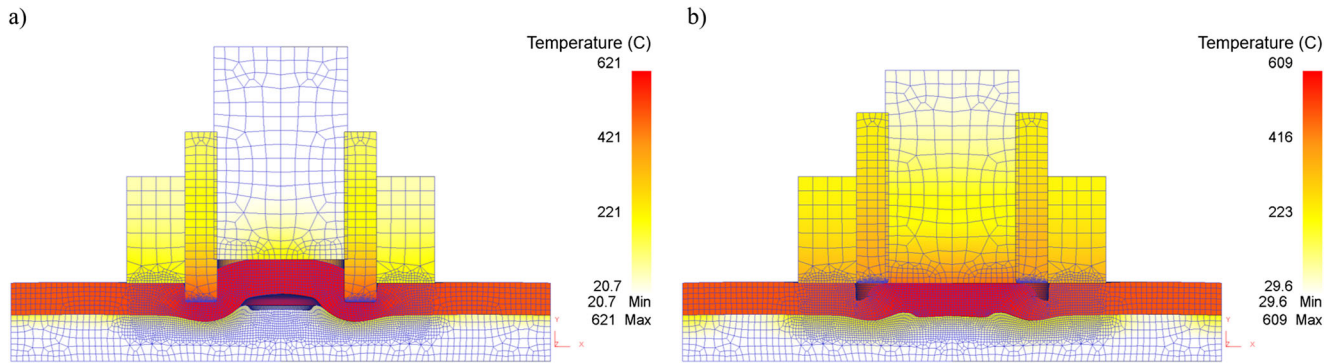 a)
Temperature (C)
621
421
221
20.7
20.7 Min
621 Max
Y
Z X
b)
Temperature (C)
609
416
223
29.6
29.6 Min
609 Max
Y
Z X